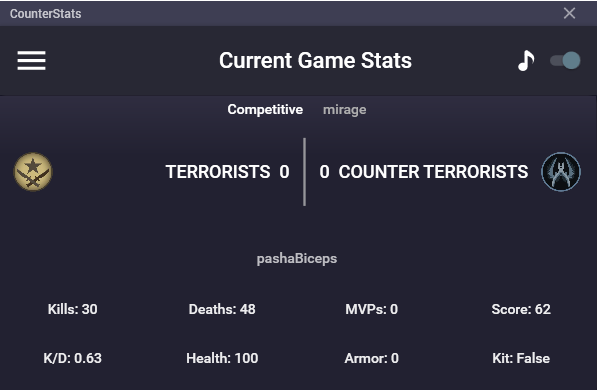 CounterStats
Current Game Stats
Competitive mirage
TERRORISTS 0 0 COUNTER TERRORISTS
pashaBiceps
Kills: 30 Deaths: 48 MVPs: 0 Score: 62
K/D: 0.63 Health: 100 Armor: 0 Kit: False